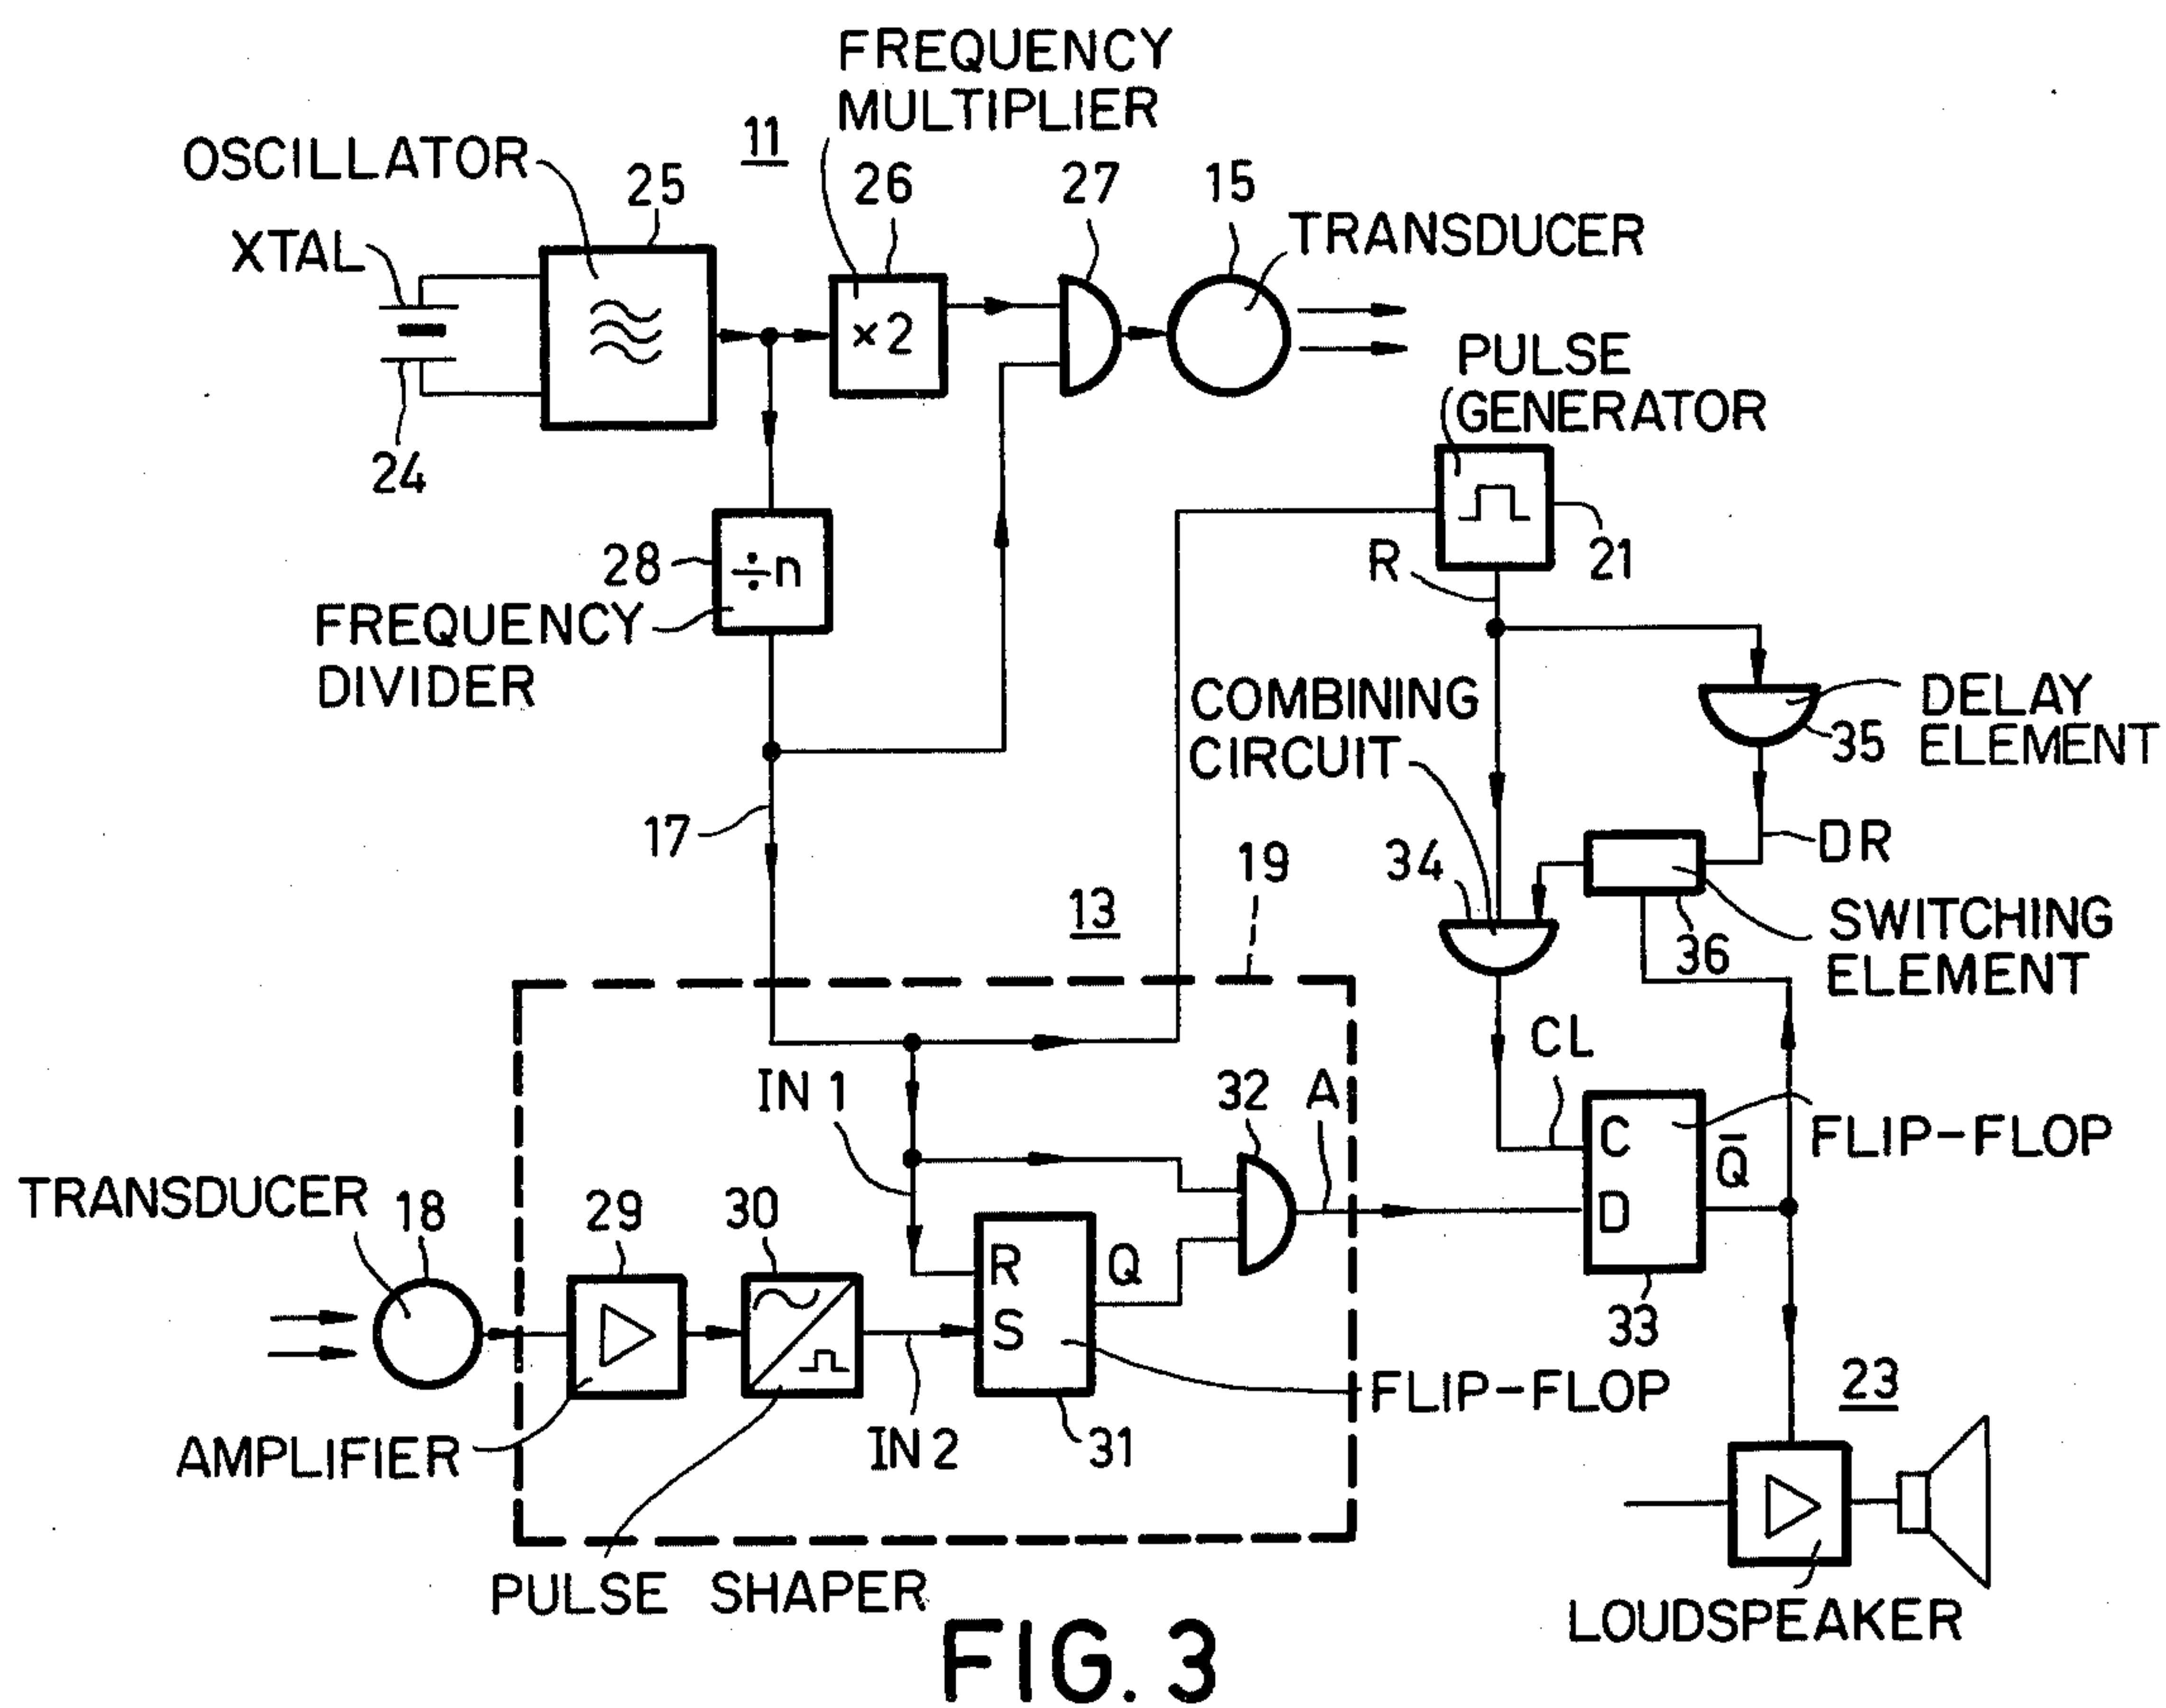 FREQUENCY
MULTIPLIER
11
OSCILLATOR
25
26
27
15
XTAL
TRANSDUCER
×2
24
PULSE
GENERATOR
28
÷n
R
21
FREQUENCY
DIVIDER
COMBINING
CIRCUIT
DELAY
ELEMENT
35
17
DR
34
19
13
36
SWITCHING
ELEMENT
CL
IN 1
32
A
C
D
Q̅
FLIP-FLOP
TRANSDUCER
18
29
30
R
S
Q
33
FLIP-FLOP
23
AMPLIFIER
IN 2
31
PULSE SHAPER
LOUDSPEAKER
FIG. 3